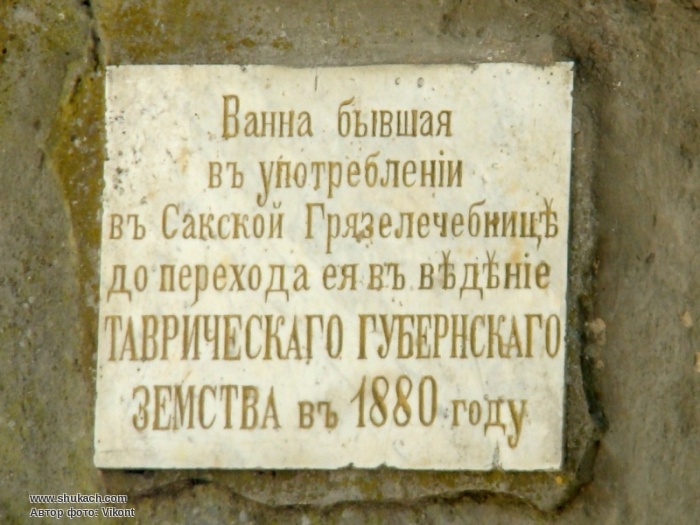 Ванна бывшая
въ употребленіи
въ Сакской Грязелечебницѣ
до перехода ея въ вѣдѣніе
ТАВРИЧЕСКАГО ГУБЕРНСКАГО
ЗЕМСТВА въ 1880 году
www.shukach.com
Автор фото: Vikont